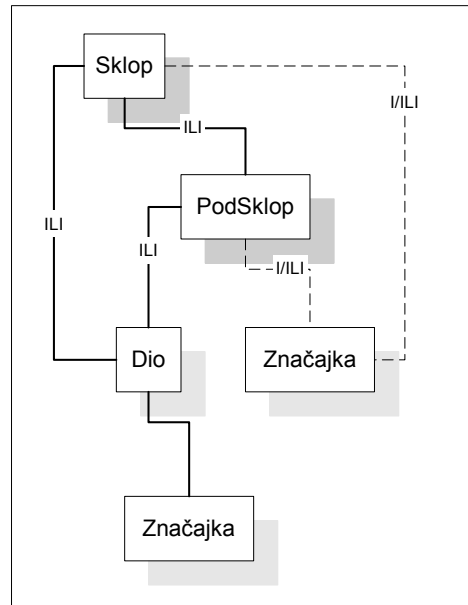 Sklop
I/ILI
ILI
PodSklop
ILI
ILI
I/ILI
Dio
Značajka
Značajka